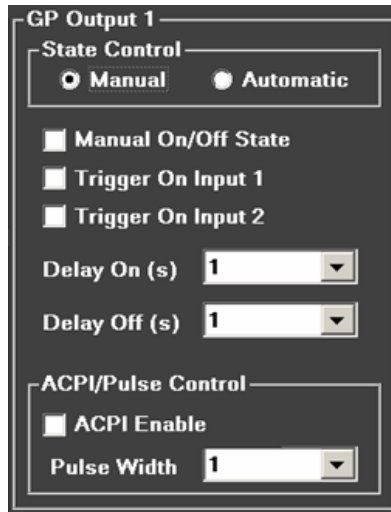 GP Output 1
State Control
Manual Automatic
Manual On/Off State
Trigger On Input 1
Trigger On Input 2
Delay On (s) 1
Delay Off (s) 1
ACPI/Pulse Control
ACPI Enable
Pulse Width 1